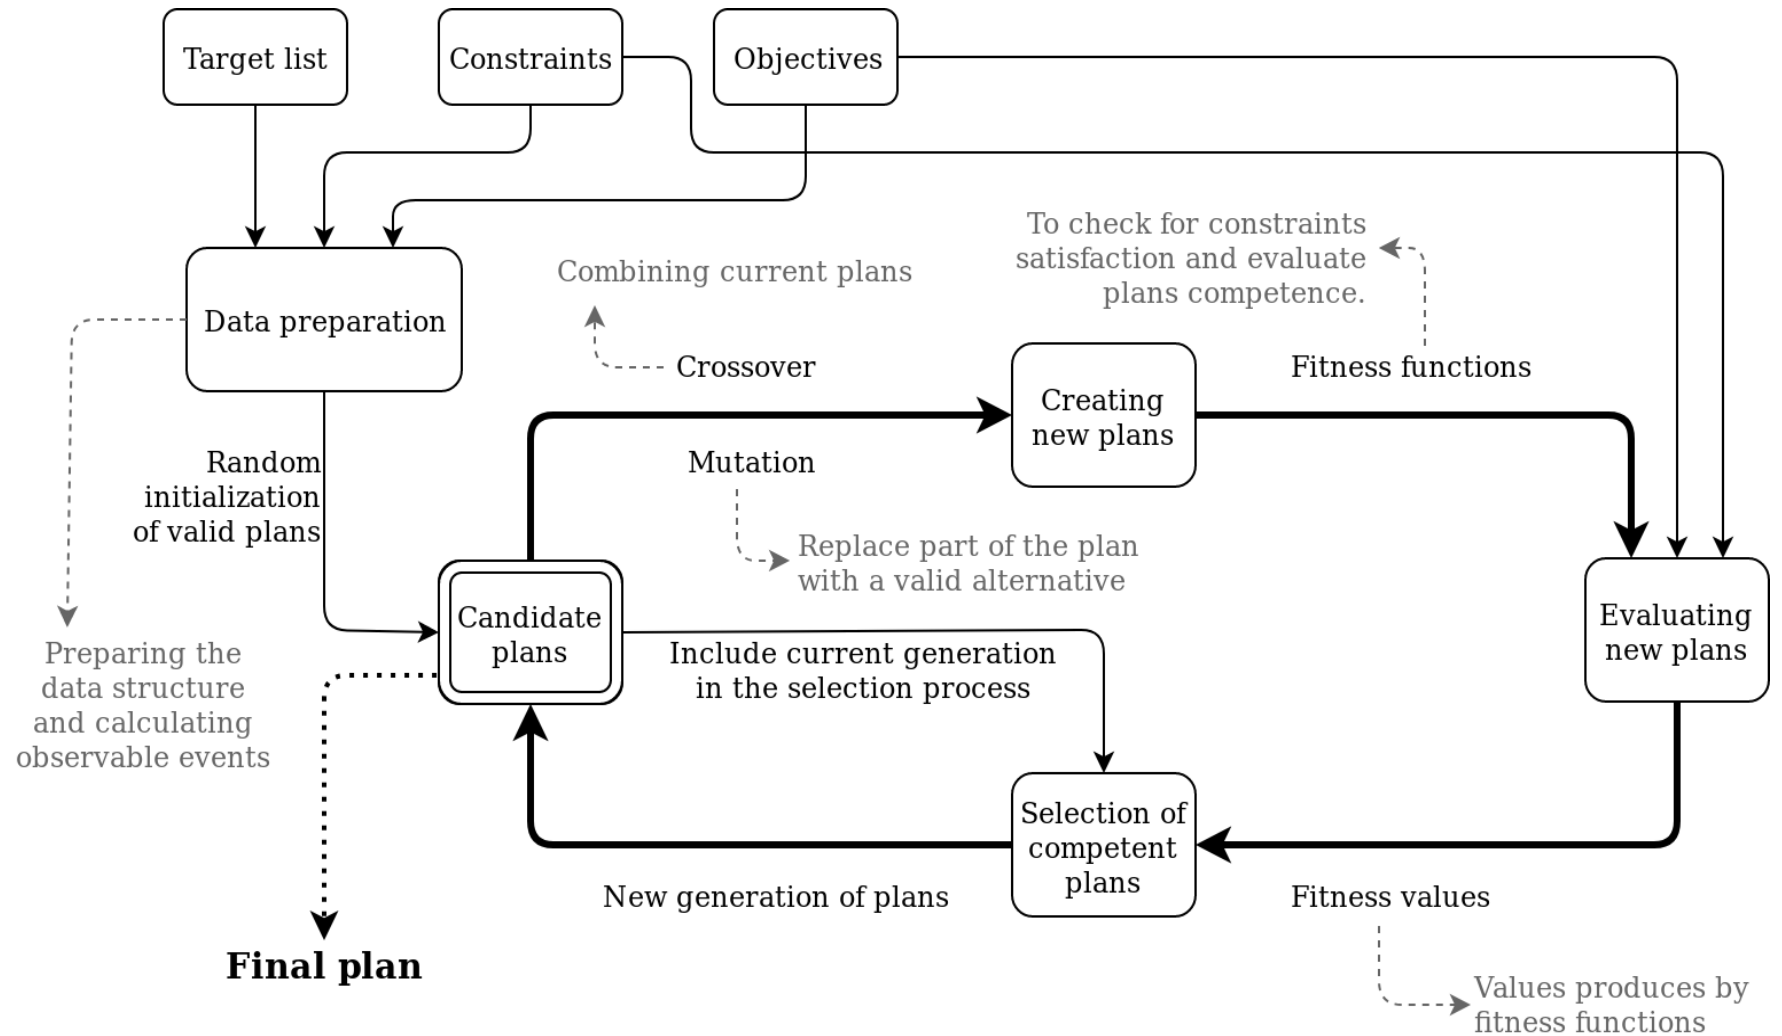 Target list
Constraints
Objectives
To check for constraints
satisfaction and evaluate
plans competence.
Combining current plans
Data preparation
Crossover
Fitness functions
Creating
new plans
Random
initialization
of valid plans
Mutation
Replace part of the plan
with a valid alternative
Candidate
plans
Evaluating
new plans
Include current generation
in the selection process
Preparing the
data structure
and calculating
observable events
Selection of
competent
plans
New generation of plans
Fitness values
Final plan
Values produces by
fitness functions